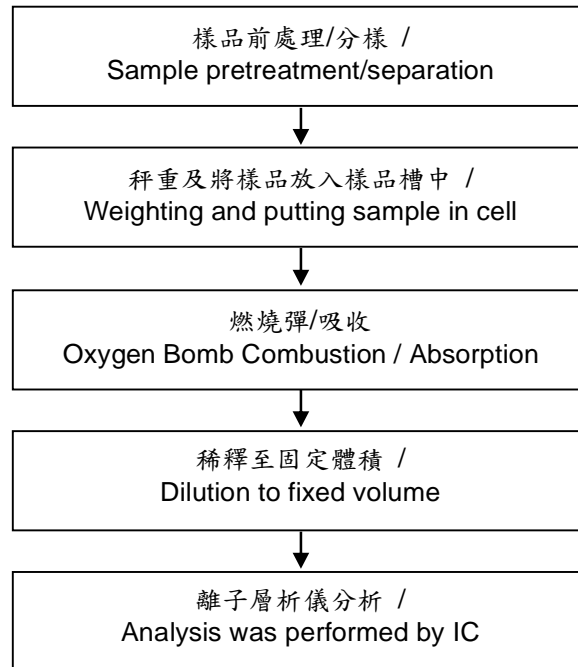 樣品前處理/分樣 /
Sample pretreatment/separation
秤重及將樣品放入樣品槽中 /
Weighting and putting sample in cell
燃燒彈/吸收
Oxygen Bomb Combustion / Absorption
稀釋至固定體積 /
Dilution to fixed volume
離子層析儀分析 /
Analysis was performed by IC